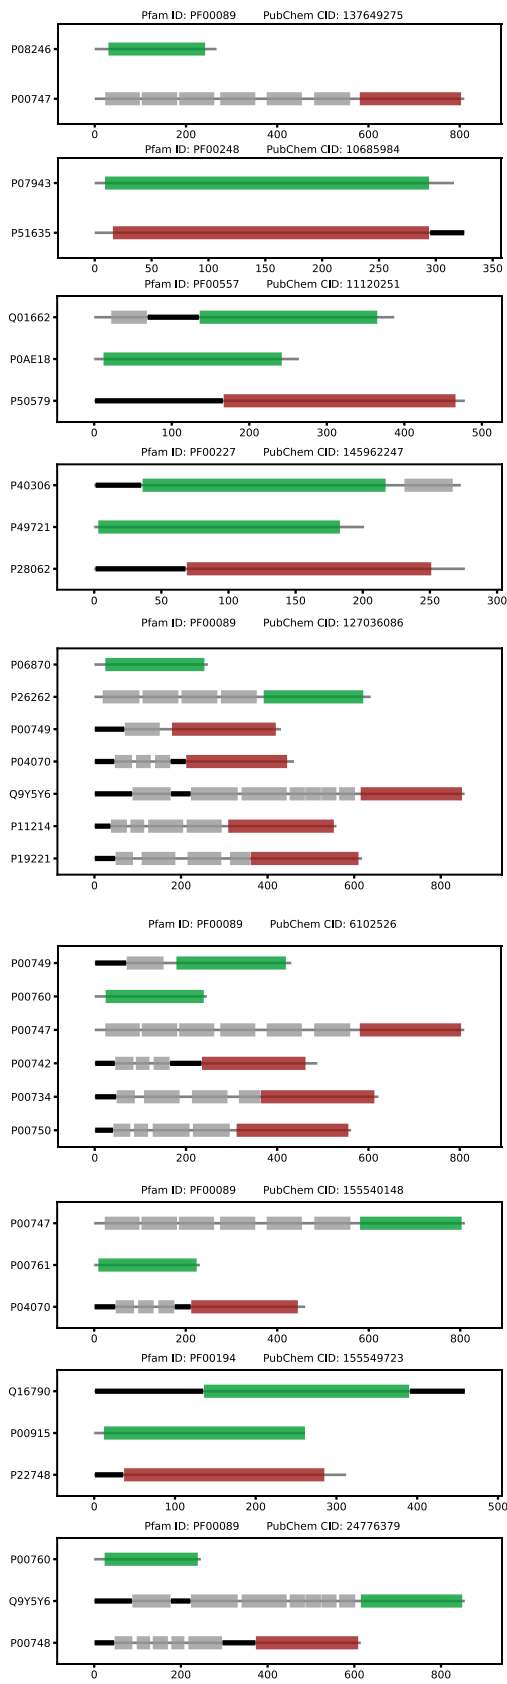 Pfam ID: PF00089 PubChem CID: 137649275
P08246
P00747
0 200 400 600 800
Pfam ID: PF00248 PubChem CID: 10685984
P07943
P51635
0 50 100 150 200 250 300 350
Pfam ID: PF00557 PubChem CID: 11120251
Q01662
P0AE18
P50579
0 100 200 300 400 500
Pfam ID: PF00227 PubChem CID: 145962247
P40306
P49721
P28062
0 50 100 150 200 250 300
Pfam ID: PF00089 PubChem CID: 127036086
P06870
P26262
P00749
P04070
Q9Y5Y6
P11214
P19221
0 200 400 600 800
Pfam ID: PF00089 PubChem CID: 6102526
P00749
P00760
P00747
P00742
P00734
P00750
0 200 400 600 800
Pfam ID: PF00089 PubChem CID: 155540148
P00747
P00761
P04070
0 200 400 600 800
Pfam ID: PF00194 PubChem CID: 155549723
Q16790
P00915
P22748
0 100 200 300 400 500
Pfam ID: PF00089 PubChem CID: 24776379
P00760
Q9Y5Y6
P00748
0 200 400 600 800